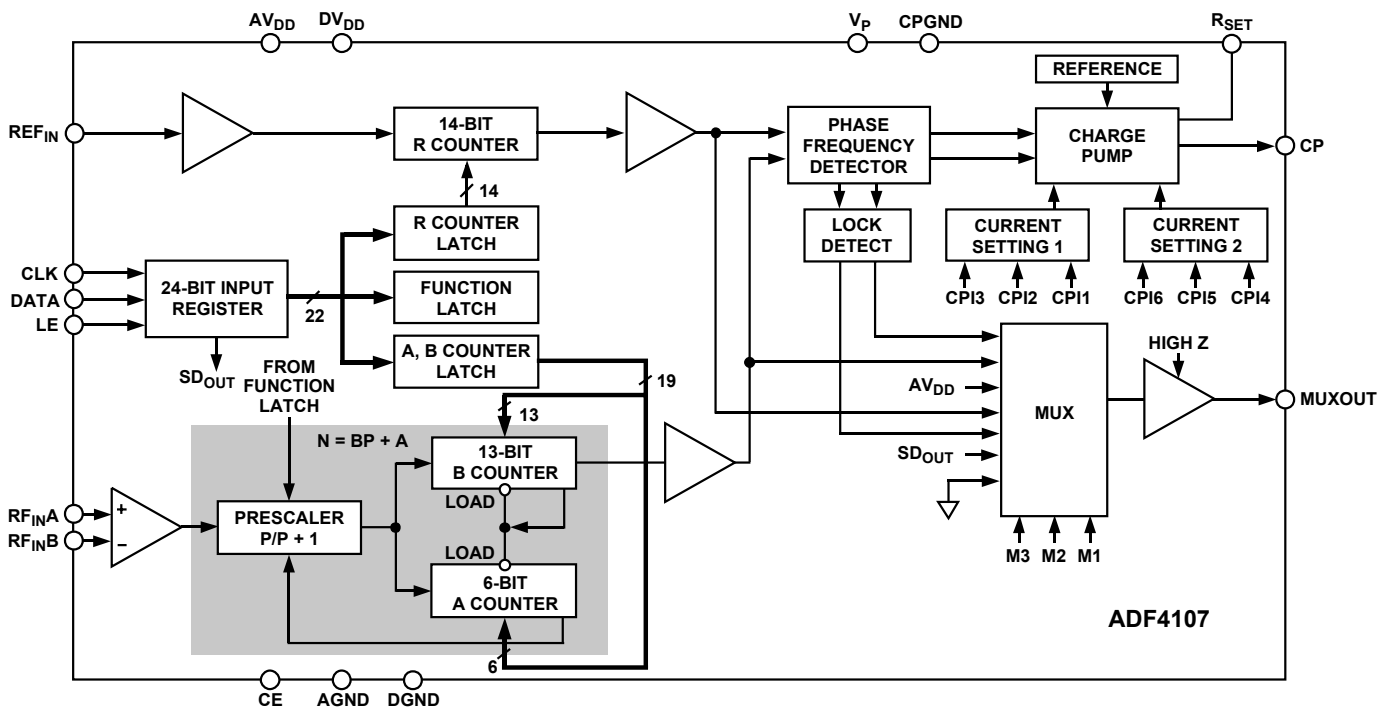 AVDD
DVDD
VP
CPGND
RSET
REFERENCE
REFIN
14-BIT
R COUNTER
PHASE
FREQUENCY
DETECTOR
CHARGE
PUMP
CP
14
R COUNTER
LATCH
LOCK
DETECT
CURRENT
SETTING 1
CURRENT
SETTING 2
CLK
DATA
LE
24-BIT INPUT
REGISTER
22
FUNCTION
LATCH
CPI3
CPI2
CPI1
CPI6
CPI5
CPI4
SDOUT
A, B COUNTER
LATCH
19
HIGH Z
FROM
FUNCTION
LATCH
13
AVDD
MUX
MUXOUT
N = BP + A
13-BIT
B COUNTER
SDOUT
LOAD
RFINA
RFINB
+
–
PRESCALER
P/P + 1
LOAD
M3
M2
M1
6-BIT
A COUNTER
6
ADF4107
CE
AGND
DGND